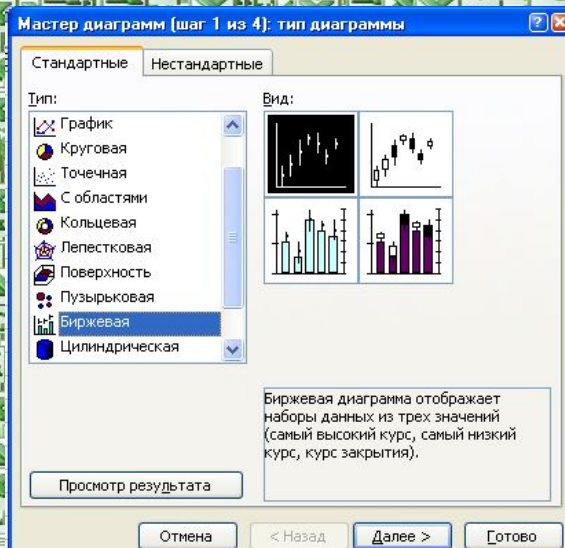 Мастер диаграмм (шаг 1 из 4): тип диаграммы
Стандартные
Нестандартные
Тип:
График
Круговая
Точечная
С областями
Кольцевая
Лепестковая
Поверхность
Пузырьковая
Биржевая
Цилиндрическая
Вид:
Биржевая диаграмма отображает
наборы данных из трех значений
(самый высокий курс, самый низкий
курс, курс закрытия).
Просмотр результата
Отмена
< Назад
Далее >
Готово